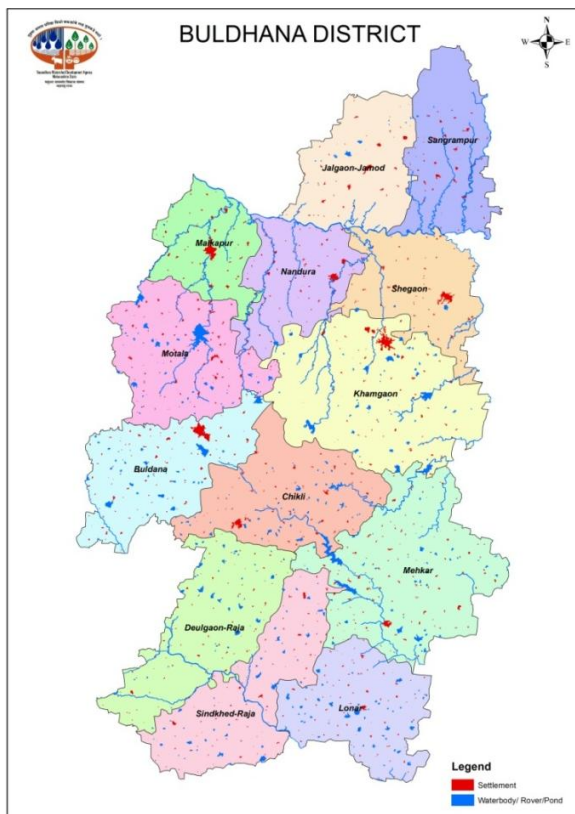 BULDHANA DISTRICT
N
W E
S
Sangrampur
Jalgaon-Jamod
Malkapur
Nandura
Shegaon
Motala
Khamgaon
Buldana
Chikli
Mehkar
Deulgaon-Raja
Sindkhed-Raja
Lonar
Legend
Settlement
Waterbody/ Rover/Pond